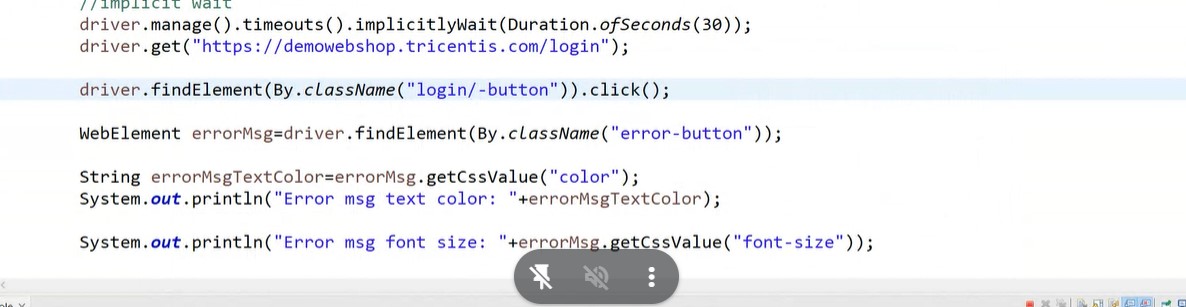 //implicit wait
driver.manage().timeouts().implicitlyWait(Duration.ofSeconds(30));
driver.get("https://demowebshop.tricentis.com/login");
driver.findElement(By.className("login/-button")).click();
WebElement errorMsg=driver.findElement(By.className("error-button"));
String errorMsgTextColor=errorMsg.getCssValue("color");
System.out.println("Error msg text color: "+errorMsgTextColor);
System.out.println("Error msg font size: "+errorMsg.getCssValue("font-size"));